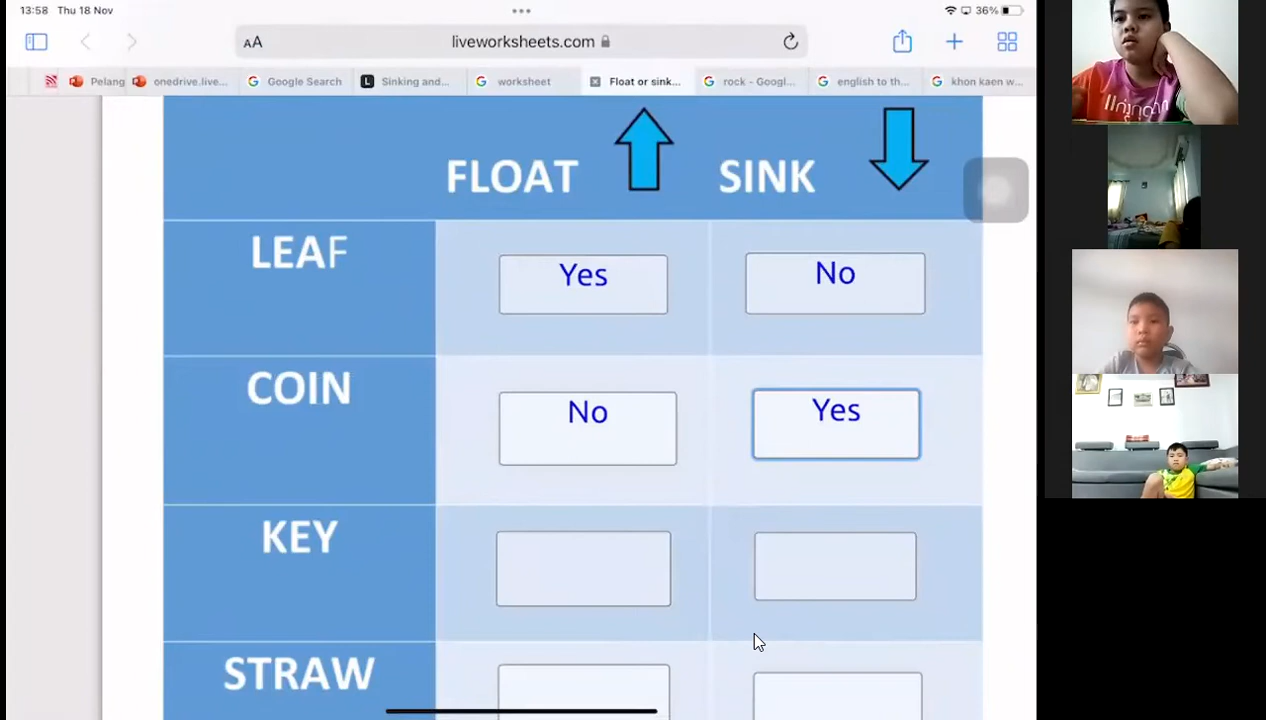 13:58 Thu 18 Nov
36%
AA liveworksheets.com
Pelang onedrive.live... Google Search L Sinking and... worksheet Float or sink... rock - Googl... english to th... khon kaen w...
FLOAT SINK
LEAF Yes No
COIN No Yes
KEY
STRAW